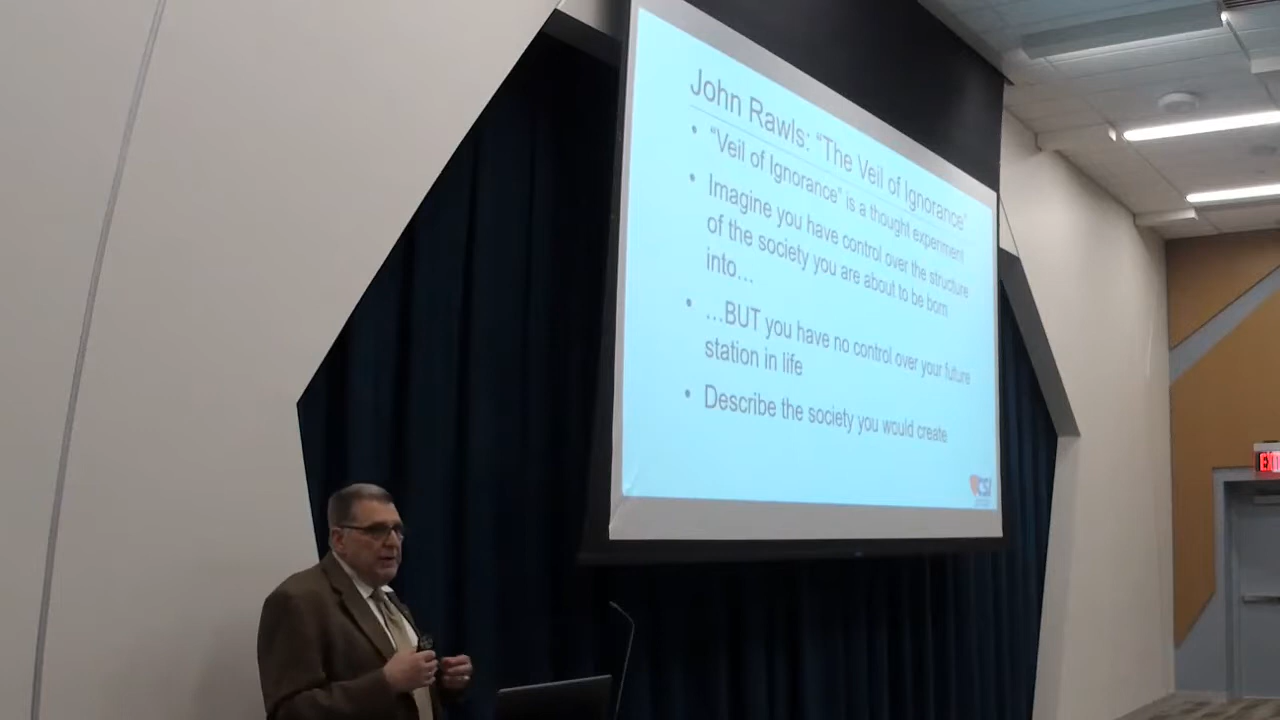 John Rawls: "The Veil of Ignorance"
• "Veil of Ignorance" is a thought experiment
• Imagine you have control over the structure
of the society you are about to be born
into...
• ...BUT you have no control over your future
station in life
• Describe the society you would create
CSI
EXI